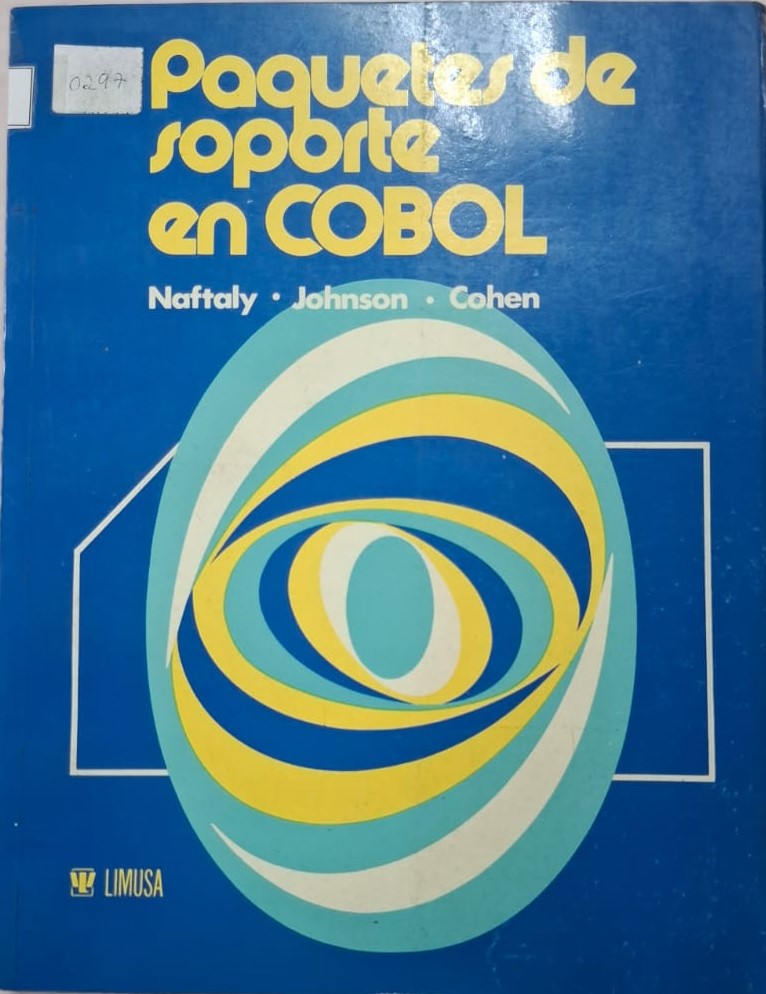 0297
Paquetes de
soporte
en COBOL
Naftaly • Johnson • Cohen
LIMUSA